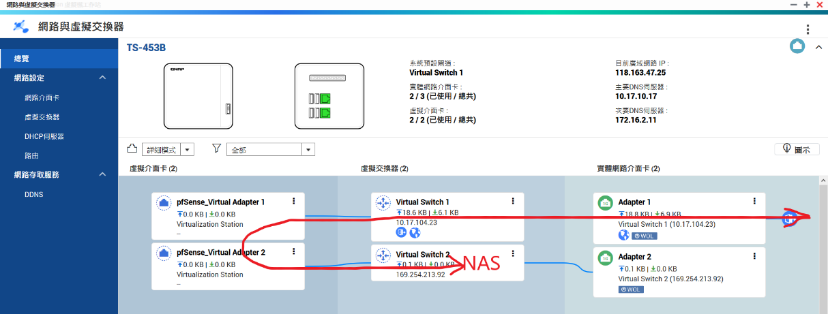 網路與虛擬交換器
網路與虛擬交換器
TS-453B
總覽
網路設定
網路介面卡
虛擬交換器
DHCP伺服器
路由
網路存取服務
DDNS
系統預設閘道:
Virtual Switch 1
實體網路介面卡:
2 / 3 (已使用 / 總共)
虛擬介面卡:
2 / 2 (已使用 / 總共)
目前廣域網路 IP:
118.163.47.25
主要DNS伺服器:
10.17.10.17
次要DNS伺服器:
172.16.2.11
詳細模式
全部
圖示
虛擬介面卡 (2)
虛擬交換器 (2)
實體網路介面卡 (2)
pfSense_Virtual Adapter 1
0.0 KB | 0.0 KB
Virtualization Station
--
Virtual Switch 1
18.6 KB | 6.1 KB
10.17.104.23
Adapter 1
18.8 KB | 6.9 KB
Virtual Switch 1 (10.17.104.23)
WOL
pfSense_Virtual Adapter 2
0.0 KB | 0.0 KB
Virtualization Station
--
Virtual Switch 2
0.1 KB | 0.0 KB
169.254.213.92
NAS
Adapter 2
0.1 KB | 0.0 KB
Virtual Switch 2 (169.254.213.92)
WOL